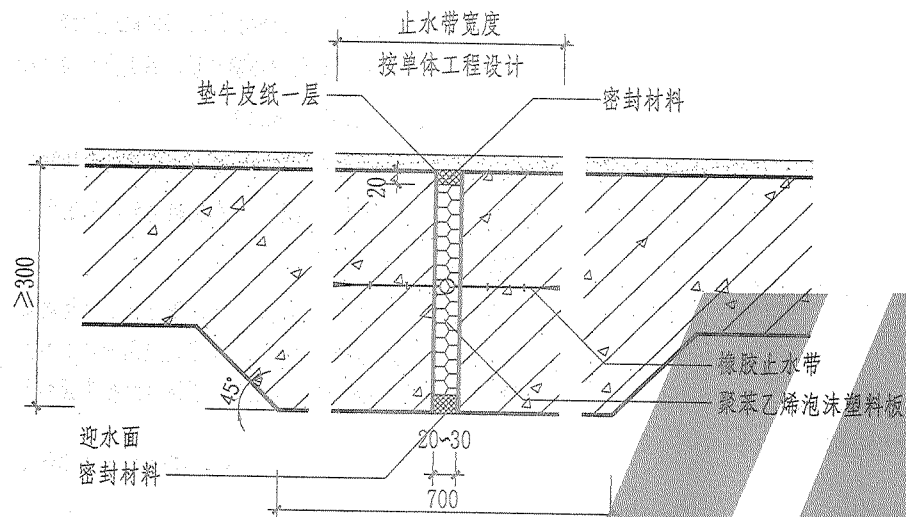 止水带宽度
按单体工程设计
垫牛皮纸一层
密封材料
20
≥300
橡胶止水带
聚苯乙烯泡沫塑料板
45°
迎水面
密封材料
20~30
700